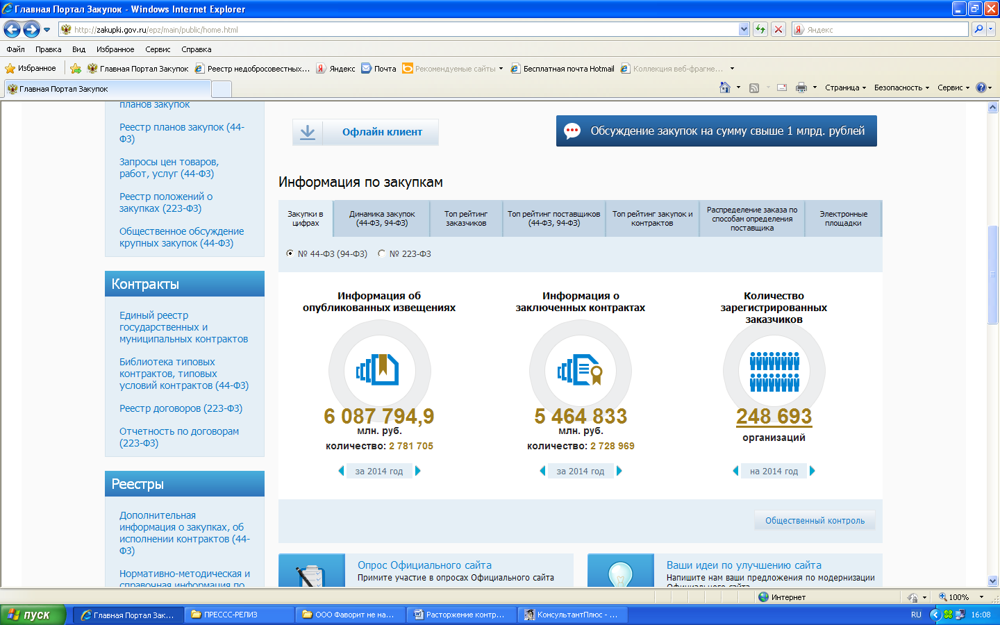 Главная Портал Закупок - Windows Internet Explorer
http://zakupki.gov.ru/epz/main/public/home.html
Яндекс
Файл Правка Вид Избранное Сервис Справка
Избранное Главная Портал Закупок Реестр недобросовестных... Яндекс Почта Рекомендуемые сайты Бесплатная почта Hotmail Коллекция веб-фрагме...
Главная Портал Закупок
Страница Безопасность Сервис
планов закупок
Реестр планов закупок (44-
ФЗ)
Запросы цен товаров,
работ, услуг (44-ФЗ)
Реестр положений о
закупках (223-ФЗ)
Общественное обсуждение
крупных закупок (44-ФЗ)
Контракты
Единый реестр
государственных и
муниципальных контрактов
Библиотека типовых
контрактов, типовых
условий контрактов (44-ФЗ)
Реестр договоров (223-ФЗ)
Отчетность по договорам
(223-ФЗ)
Реестры
Дополнительная
информация о закупках, об
исполнении контрактов (44-
ФЗ)
Нормативно-методическая и
справочная информация по
Офлайн клиент
Обсуждение закупок на сумму свыше 1 млрд. рублей
Информация по закупкам
Закупки в
цифрах
Динамика закупок
(44-ФЗ, 94-ФЗ)
Топ рейтинг
заказчиков
Топ рейтинг поставщиков
(44-ФЗ, 94-ФЗ)
Топ рейтинг закупок и
контрактов
Распределение заказа по
способам определения
поставщика
Электронные
площадки
№ 44-ФЗ (94-ФЗ) № 223-ФЗ
Информация об
опубликованных извещениях
6 087 794,9
млн. руб.
количество: 2 781 705
за 2014 год
Информация о
заключенных контрактах
5 464 833
млн. руб.
количество: 2 728 969
за 2014 год
Количество
зарегистрированных
заказчиков
248 693
организаций
на 2014 год
Общественный контроль
Опрос Официального сайта
Примите участие в опросах Официального сайта
Ваши идеи по улучшению сайта
Напишите нам ваши предложения по модернизации
Официального сайта
Интернет
100%
пуск Главная Портал Зак... ПРЕССС-РЕЛИЗ ООО Фаворит не на... Расторжение контр... КонсультантПлюс - ... RU 16:08